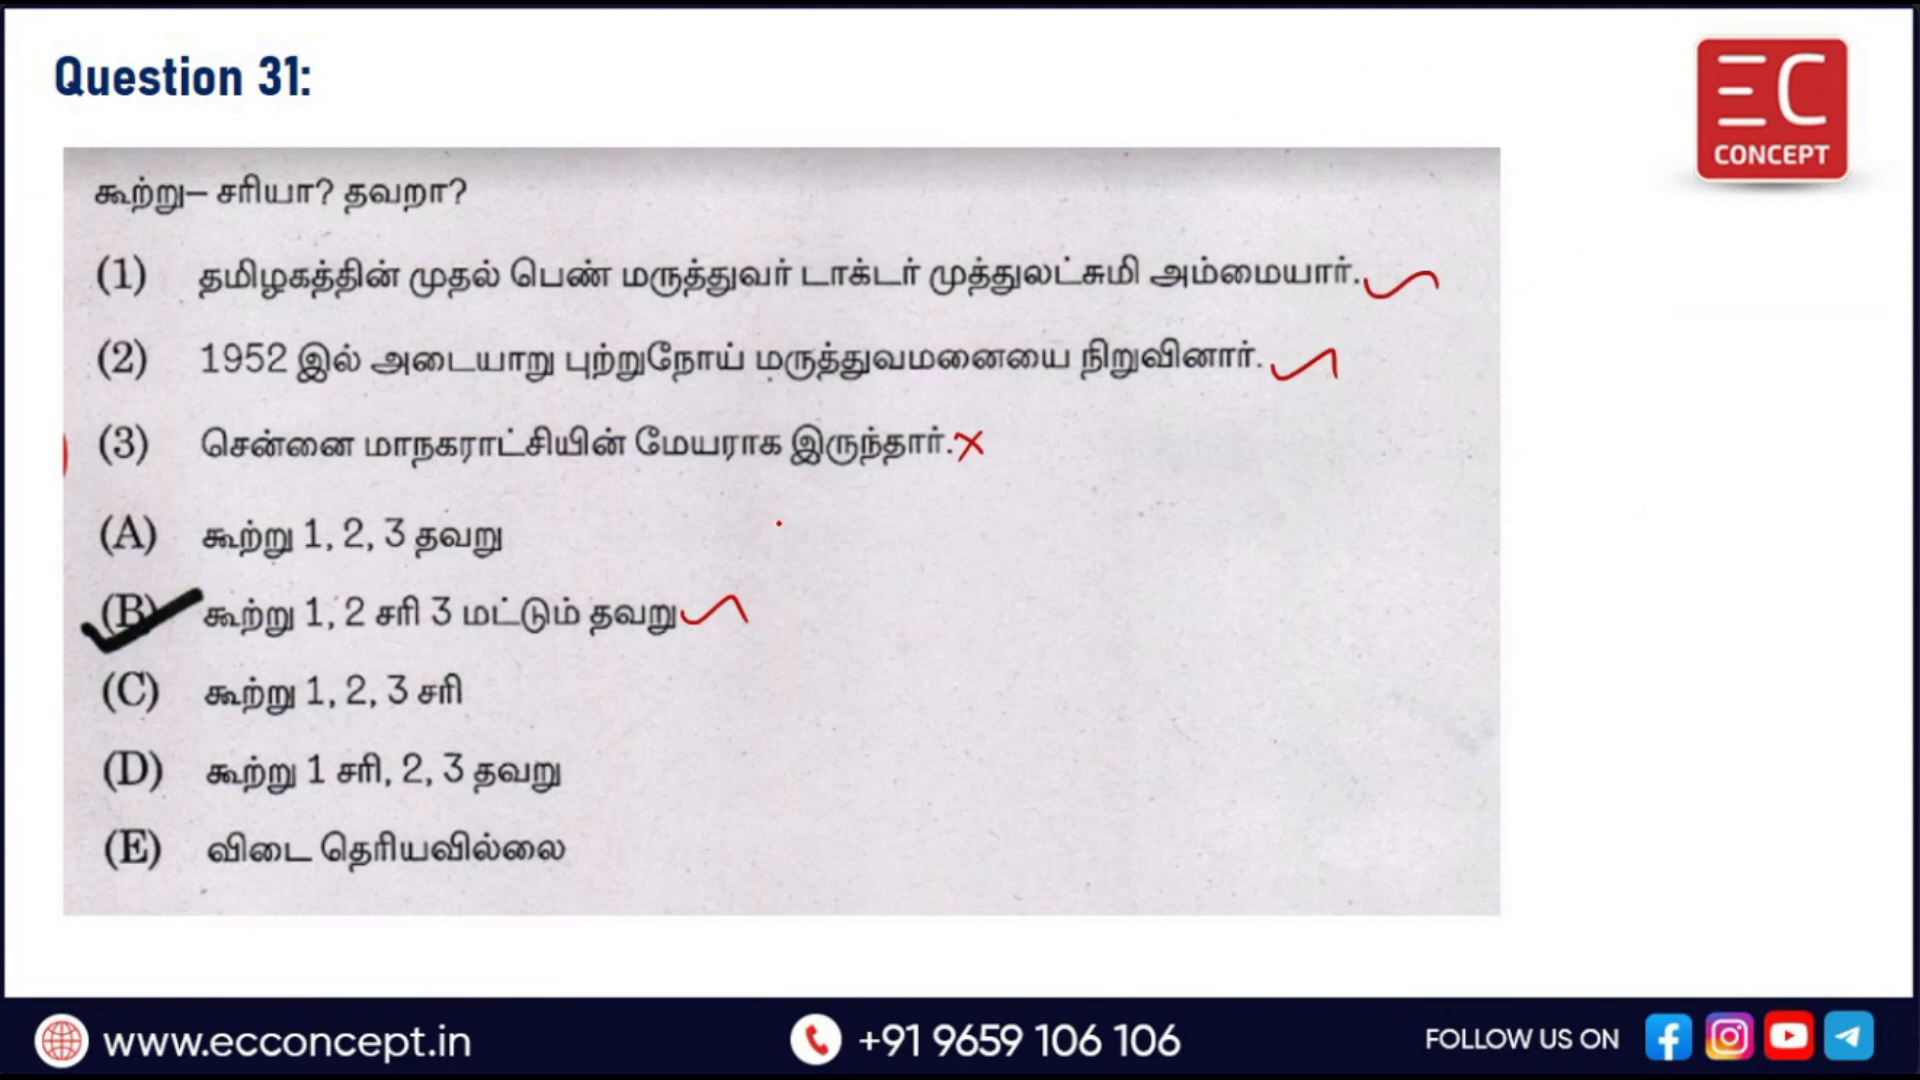 Question 31:
EC
CONCEPT
கூற்று– சரியா? தவறா?
(1) தமிழகத்தின் முதல் பெண் மருத்துவர் டாக்டர் முத்துலட்சுமி அம்மையார்.
(2) 1952 இல் அடையாறு புற்றுநோய் மருத்துவமனையை நிறுவினார்.
(3) சென்னை மாநகராட்சியின் மேயராக இருந்தார்.
(A) கூற்று 1, 2, 3 தவறு
(B) கூற்று 1, 2 சரி 3 மட்டும் தவறு
(C) கூற்று 1, 2, 3 சரி
(D) கூற்று 1 சரி, 2, 3 தவறு
(E) விடை தெரியவில்லை
www.ecconcept.in +91 9659 106 106 FOLLOW US ON